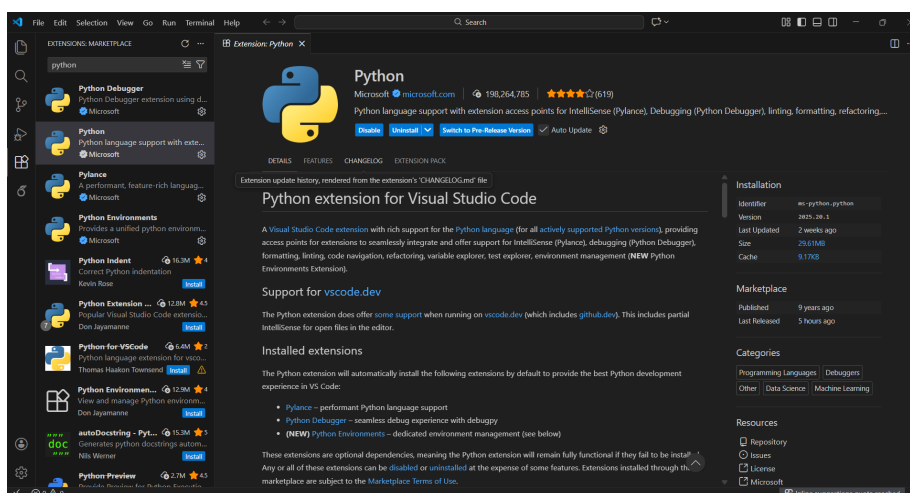 File Edit Selection View Go Run Terminal Help
Search
EXTENSIONS: MARKETPLACE
python
Python Debugger
Python Debugger extension using d...
Microsoft
Python
Python language support with exte...
Microsoft
Pylance
A performant, feature-rich languag...
Microsoft
Python Environments
Provides a unified python environm...
Microsoft
Python Indent 16.3M 4
Correct Python indentation
Kevin Rose Install
Python Extension ... 12.8M 4.5
Popular Visual Studio Code extensio...
7 Don Jayamanne Install
Python for VSCode 6.4M 2
Python language extension for vsco...
Thomas Haakon Townsend Install
Python Environmen... 12.9M 4
View and manage Python environm...
Don Jayamanne Install
autoDocstring - Pyt... 15.3M 5
Generates python docstrings autom...
Nils Werner Install
Python Preview 2.7M 4.5
Extension: Python
Python
Microsoft microsoft.com 198,264,785 (619)
Python language support with extension access points for IntelliSense (Pylance), Debugging (Python Debugger), linting, formatting, refactoring,...
Disable Uninstall Switch to Pre-Release Version Auto Update
DETAILS FEATURES CHANGELOG EXTENSION PACK
Extension update history, rendered from the extension's 'CHANGELOG.md' file
Python extension for Visual Studio Code
A Visual Studio Code extension with rich support for the Python language (for all actively supported Python versions), providing
access points for extensions to seamlessly integrate and offer support for IntelliSense (Pylance), debugging (Python Debugger),
formatting, linting, code navigation, refactoring, variable explorer, test explorer, environment management (NEW Python
Environments Extension).
Support for vscode.dev
The Python extension does offer some support when running on vscode.dev (which includes github.dev). This includes partial
IntelliSense for open files in the editor.
Installed extensions
The Python extension will automatically install the following extensions by default to provide the best Python development
experience in VS Code:
• Pylance – performant Python language support
• Python Debugger – seamless debug experience with debugpy
• (NEW) Python Environments – dedicated environment management (see below)
These extensions are optional dependencies, meaning the Python extension will remain fully functional if they fail to be
Any or all of these extensions can be disabled or uninstalled at the expense of some features. Extensions installed through
marketplace are subject to the Marketplace Terms of Use.
Installation
Identifier ms-python.python
Version 2025.20.1
Last Updated 2 weeks ago
Size 29.61MB
Cache 9.17KB
Marketplace
Published 9 years ago
Last Released 5 hours ago
Categories
Programming Languages Debuggers
Other Data Science Machine Learning
Resources
Repository
Issues
License
Microsoft